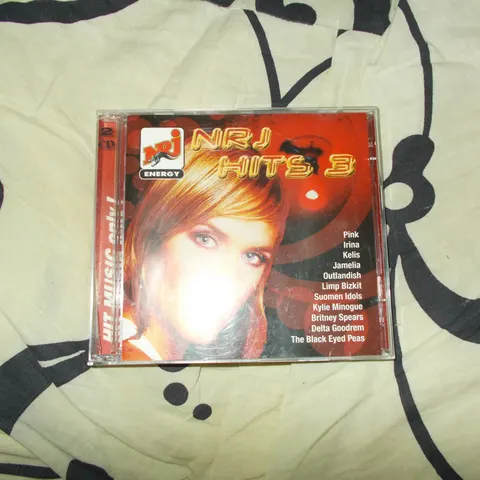 2
CD
HIT MUSIC only!
NRJ
ENERGY
NRJ
HITS 3
Pink
Irina
Kelis
Jamelia
Outlandish
Limp Bizkit
Suomen Idols
Kylie Minogue
Britney Spears
Delta Goodrem
The Black Eyed Peas